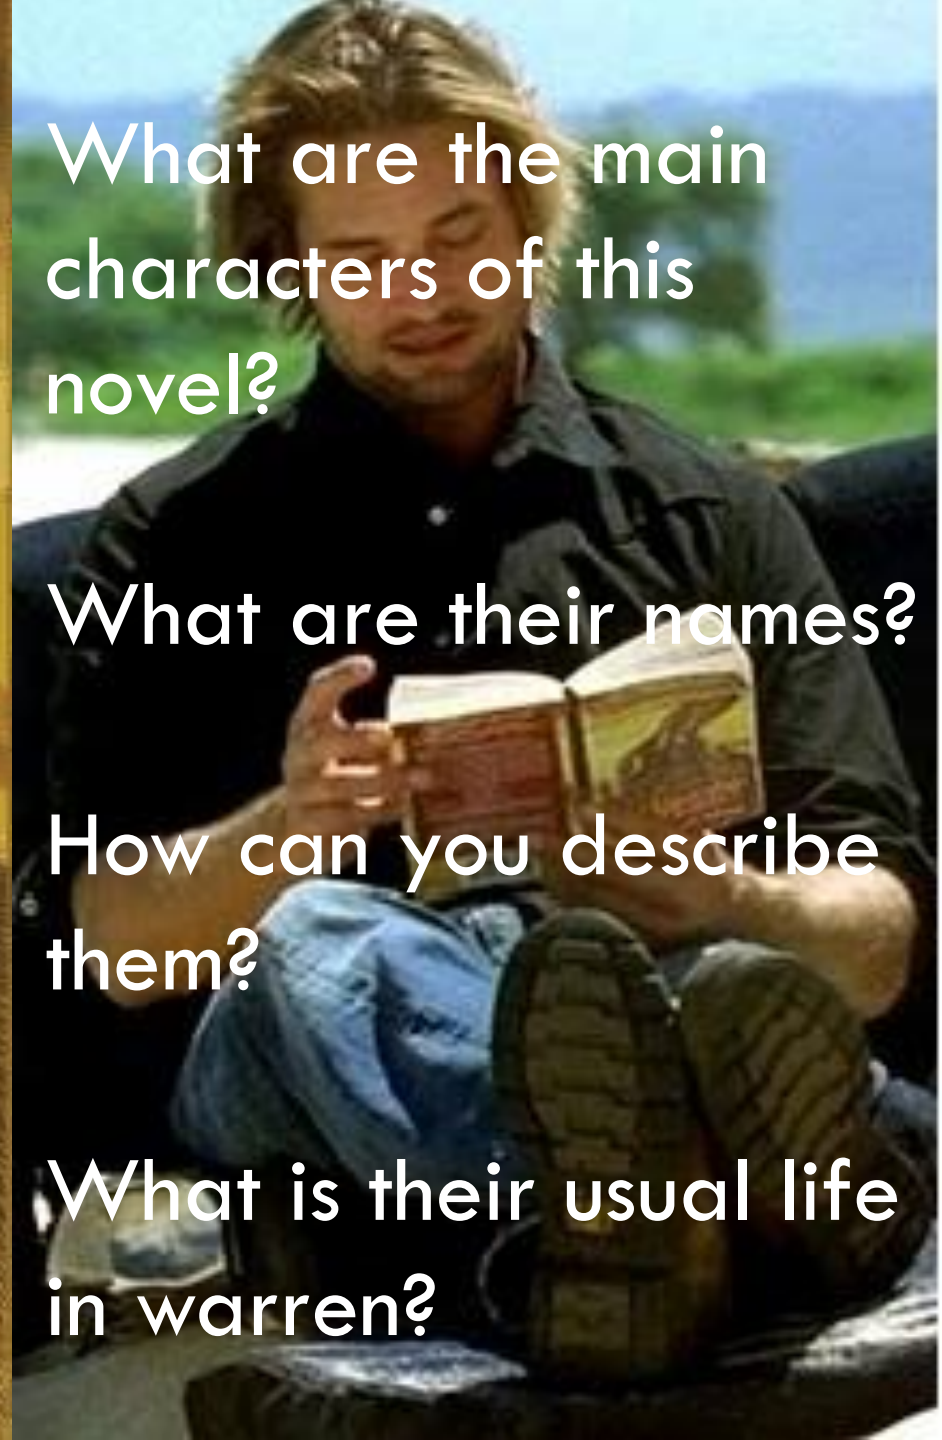 What are the main
characters of this
novel?
What are their names?
How can you describe
them?
What is their usual life
in warren?